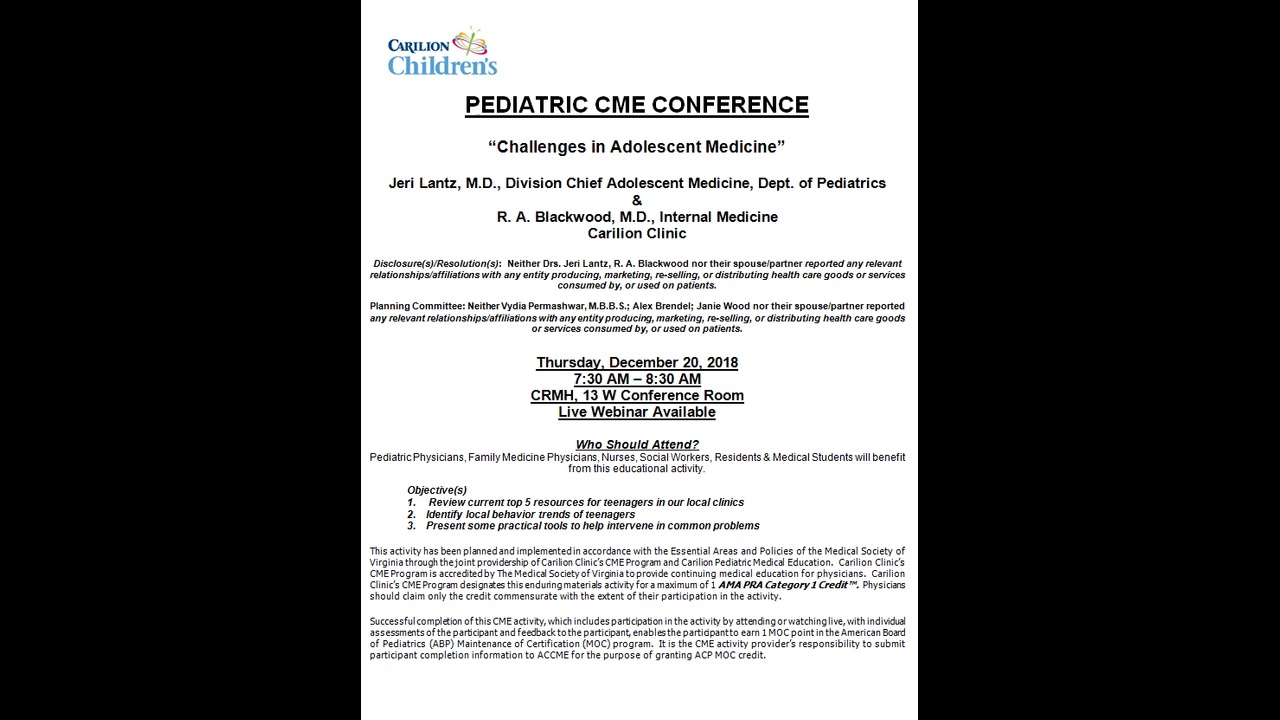 CARILION
Children's
PEDIATRIC CME CONFERENCE
“Challenges in Adolescent Medicine”
Jeri Lantz, M.D., Division Chief Adolescent Medicine, Dept. of Pediatrics
&
R. A. Blackwood, M.D., Internal Medicine
Carilion Clinic
Disclosure(s)/Resolution(s): Neither Drs. Jeri Lantz, R. A. Blackwood nor their spouse/partner reported any relevant
relationships/affiliations with any entity producing, marketing, re-selling, or distributing health care goods or services
consumed by, or used on patients.
Planning Committee: Neither Vydia Permashwar, M.B.B.S.; Alex Brendel; Janie Wood nor their spouse/partner reported
any relevant relationships/affiliations with any entity producing, marketing, re-selling, or distributing health care goods
or services consumed by, or used on patients.
Thursday, December 20, 2018
7:30 AM – 8:30 AM
CRMH, 13 W Conference Room
Live Webinar Available
Who Should Attend?
Pediatric Physicians, Family Medicine Physicians, Nurses, Social Workers, Residents & Medical Students will benefit
from this educational activity.
Objective(s)
1. Review current top 5 resources for teenagers in our local clinics
2. Identify local behavior trends of teenagers
3. Present some practical tools to help intervene in common problems
This activity has been planned and implemented in accordance with the Essential Areas and Policies of the Medical Society of
Virginia through the joint providership of Carilion Clinic's CME Program and Carilion Pediatric Medical Education. Carilion Clinic's
CME Program is accredited by The Medical Society of Virginia to provide continuing medical education for physicians. Carilion
Clinic's CME Program designates this enduring materials activity for a maximum of 1 AMA PRA Category 1 Credit™. Physicians
should claim only the credit commensurate with the extent of their participation in the activity.
Successful completion of this CME activity, which includes participation in the activity by attending or watching live, with individual
assessments of the participant and feedback to the participant, enables the participant to earn 1 MOC point in the American Board
of Pediatrics (ABP) Maintenance of Certification (MOC) program. It is the CME activity provider's responsibility to submit
participant completion information to ACCME for the purpose of granting ACP MOC credit.